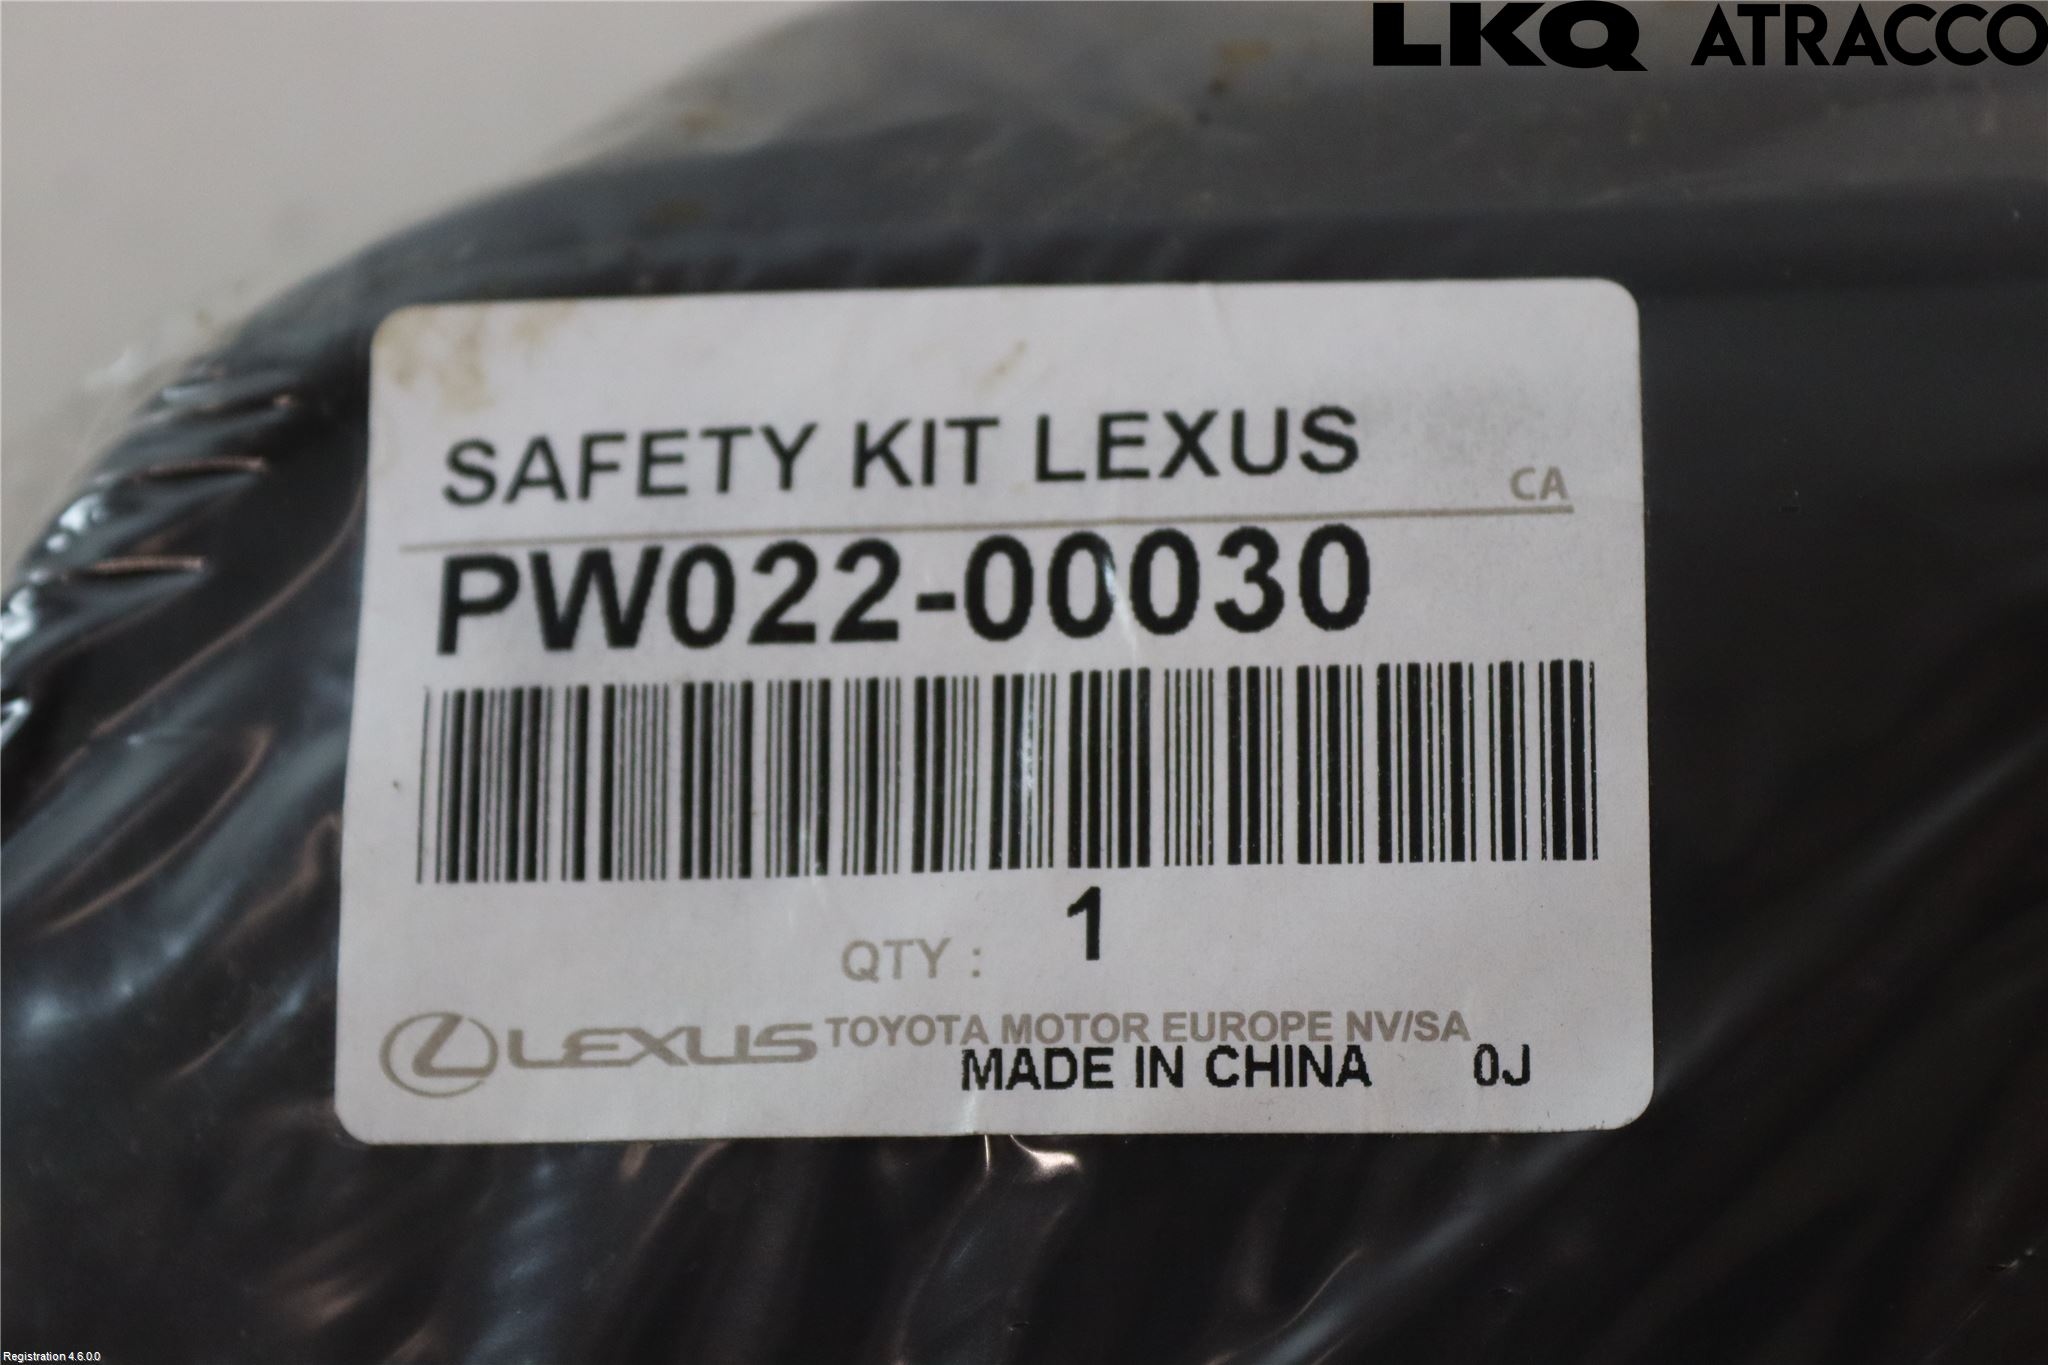 LKQ ATRACCO
SAFETY KIT LEXUS
CA
PW022-00030
1
QTY :
LEXUS TOYOTA MOTOR EUROPE NV/SA
MADE IN CHINA 0J
Registration 4.6.0.0